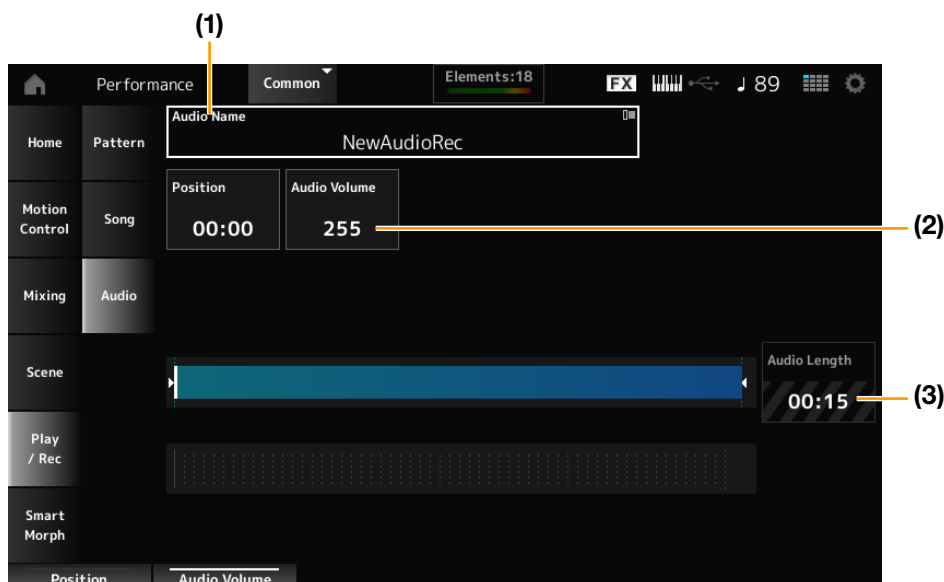 (1)
Performance
Common
Elements:18
FX
89
Home
Pattern
Audio Name
NewAudioRec
Motion
Control
Song
Position
00:00
Audio Volume
255
(2)
Mixing
Audio
Scene
Audio Length
00:15
(3)
Play
/ Rec
Smart
Morph
Position
Audio Volume